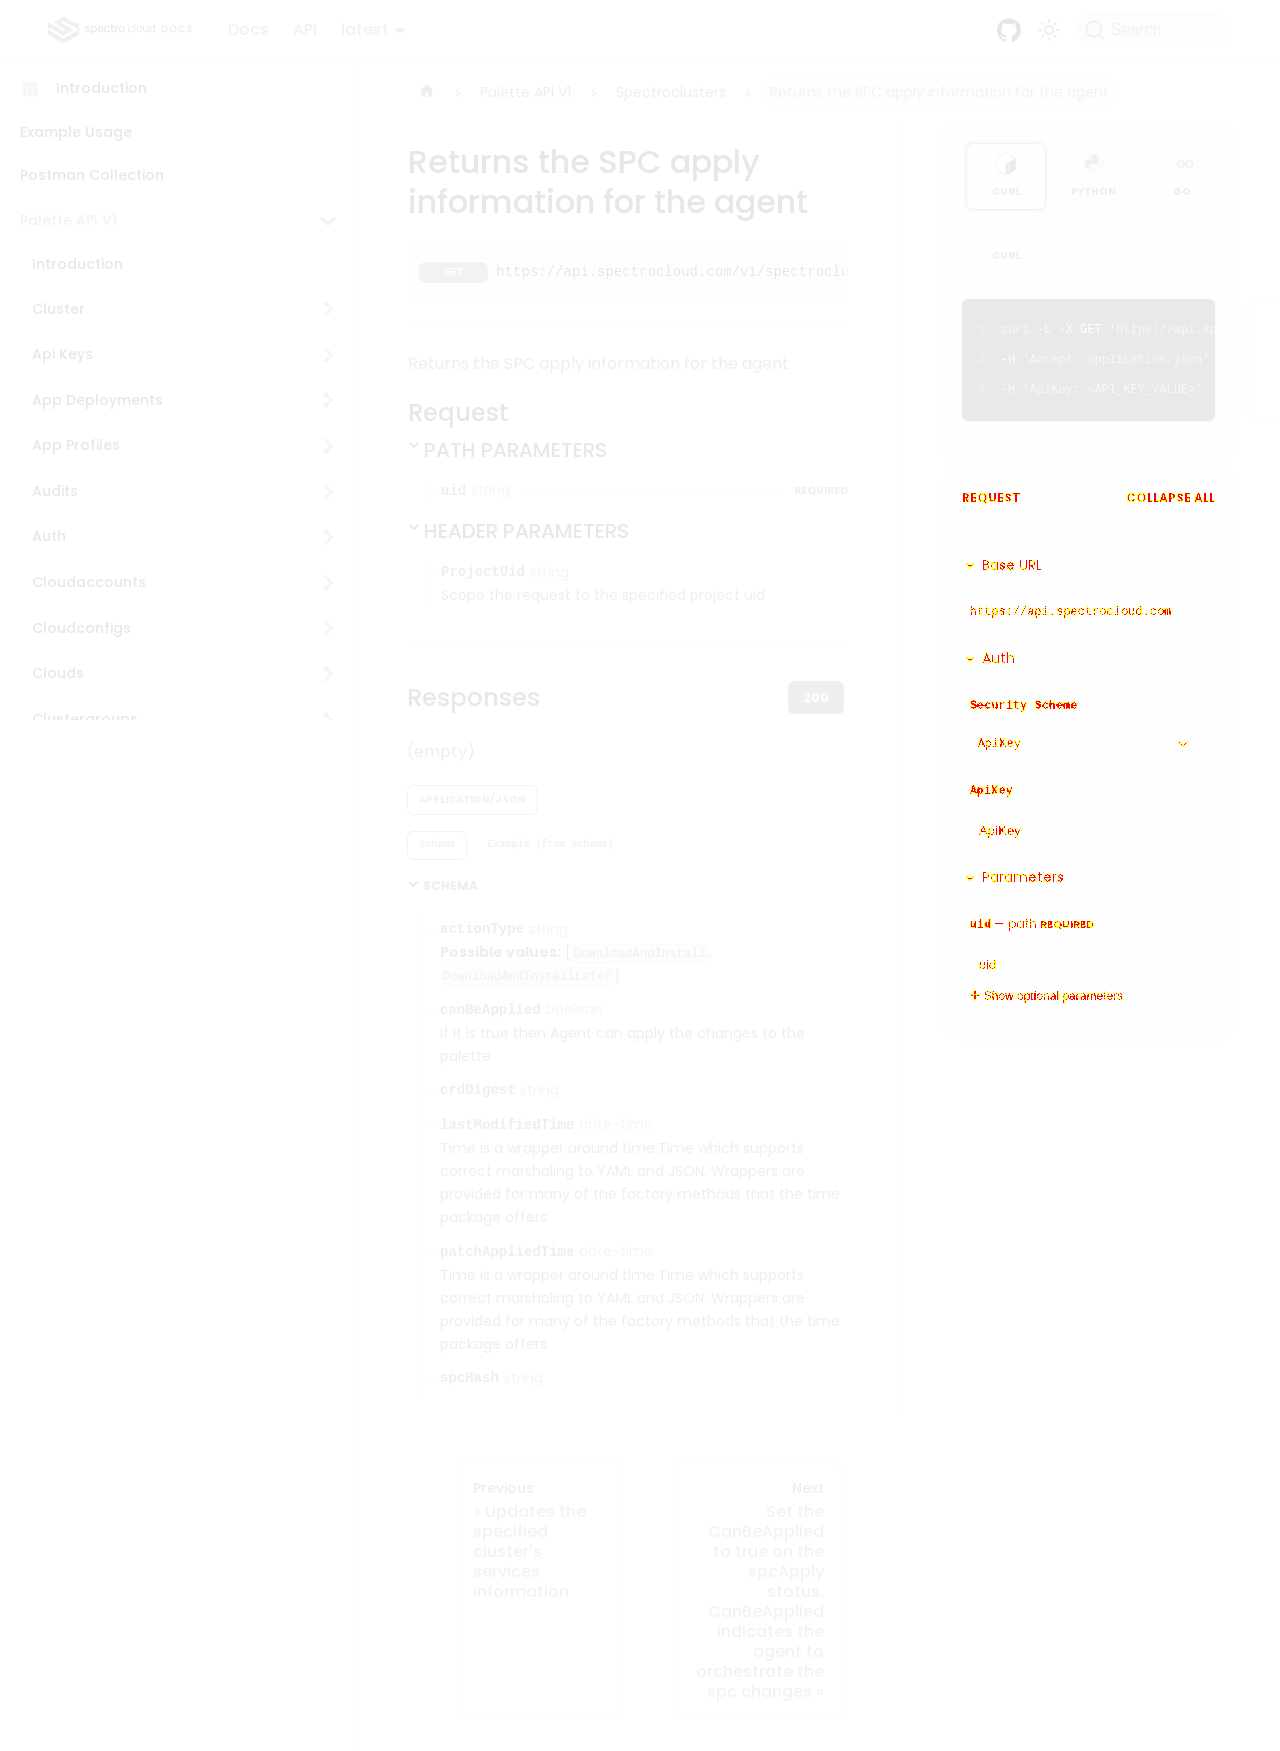 spectro cloud DOCS
Docs
API
latest
Search
Introduction
Example Usage
Postman Collection
Palette API V1
Introduction
Cluster
Api Keys
App Deployments
App Profiles
Audits
Auth
Cloudaccounts
Cloudconfigs
Clouds
Clustergroups
Palette API V1
Spectroclusters
Returns the SPC apply information for the agent
Returns the SPC apply
information for the agent
GET https://api.spectrocloud.com/v1/spectroclu
Returns the SPC apply information for the agent
Request
PATH PARAMETERS
uid string REQUIRED
HEADER PARAMETERS
ProjectUid string
Scope the request to the specified project uid
Responses
200
(empty)
APPLICATION/JSON
Schema
Example (from schema)
SCHEMA
actionType string
Possible values: [DownloadAndInstall,
DownloadAndInstallLater]
canBeApplied boolean
If it is true then Agent can apply the changes to the
palette
crdDigest string
lastModifiedTime date-time
Time is a wrapper around time.Time which supports
correct marshaling to YAML and JSON. Wrappers are
provided for many of the factory methods that the time
package offers.
patchAppliedTime date-time
Time is a wrapper around time.Time which supports
correct marshaling to YAML and JSON. Wrappers are
provided for many of the factory methods that the time
package offers.
spcHash string
Previous
« Updates the
specified
cluster's
services
information
Next
Set the
CanBeApplied
to true on the
spcApply
status.
CanBeApplied
indicates the
agent to
orchestrate the
spc changes »
CURL
PYTHON
GO
CURL
1 curl -L -X GET 'https://api.sp
2 -H 'Accept: application/json'
3 -H 'ApiKey: <API_KEY_VALUE>'
REQUEST
COLLAPSE ALL
Base URL
https://api.spectrocloud.com
Auth
Security Scheme
ApiKey
ApiKey
ApiKey
Parameters
uid — path REQUIRED
uid
Show optional parameters